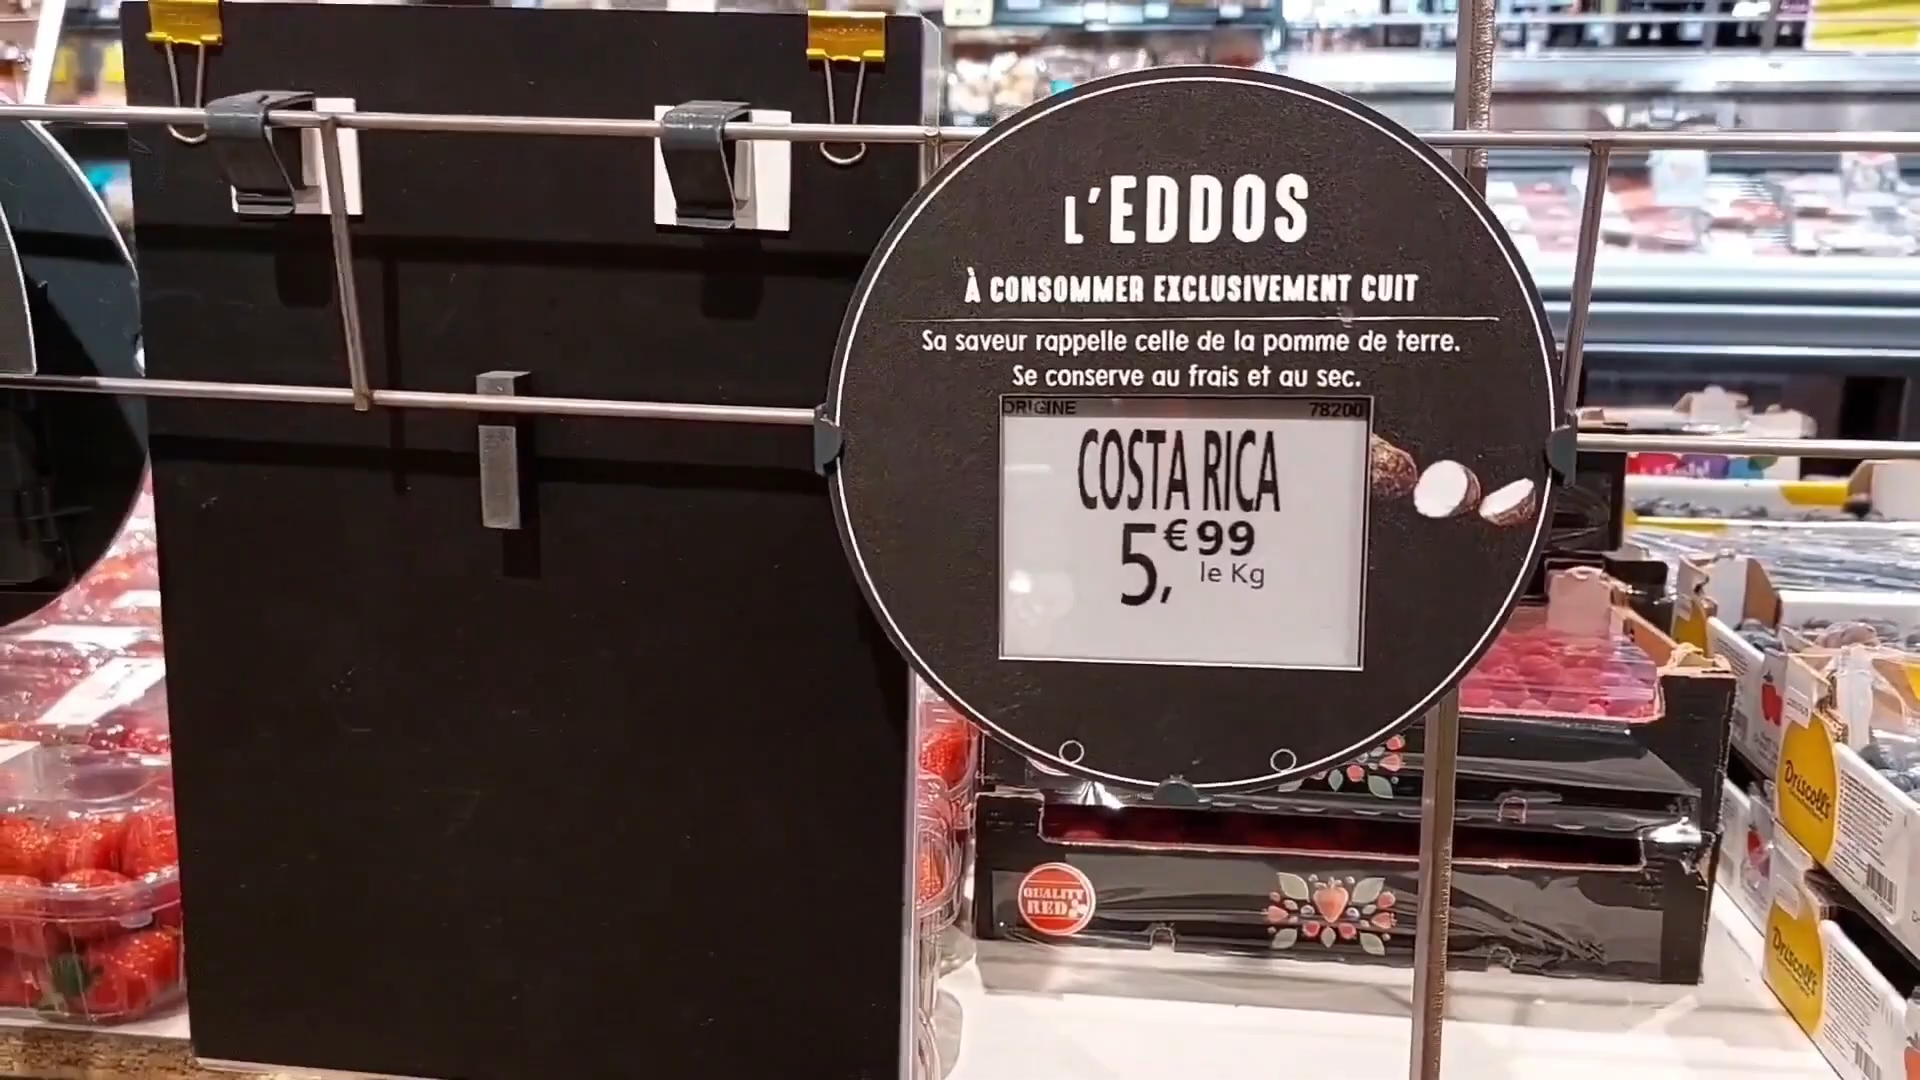 L'EDDOS
À CONSOMMER EXCLUSIVEMENT CUIT
Sa saveur rappelle celle de la pomme de terre.
Se conserve au frais et au sec.
ORIGINE 78200
COSTA RICA
5,€99
le Kg
QUALITY
RED
Driscoll's
Driscoll's